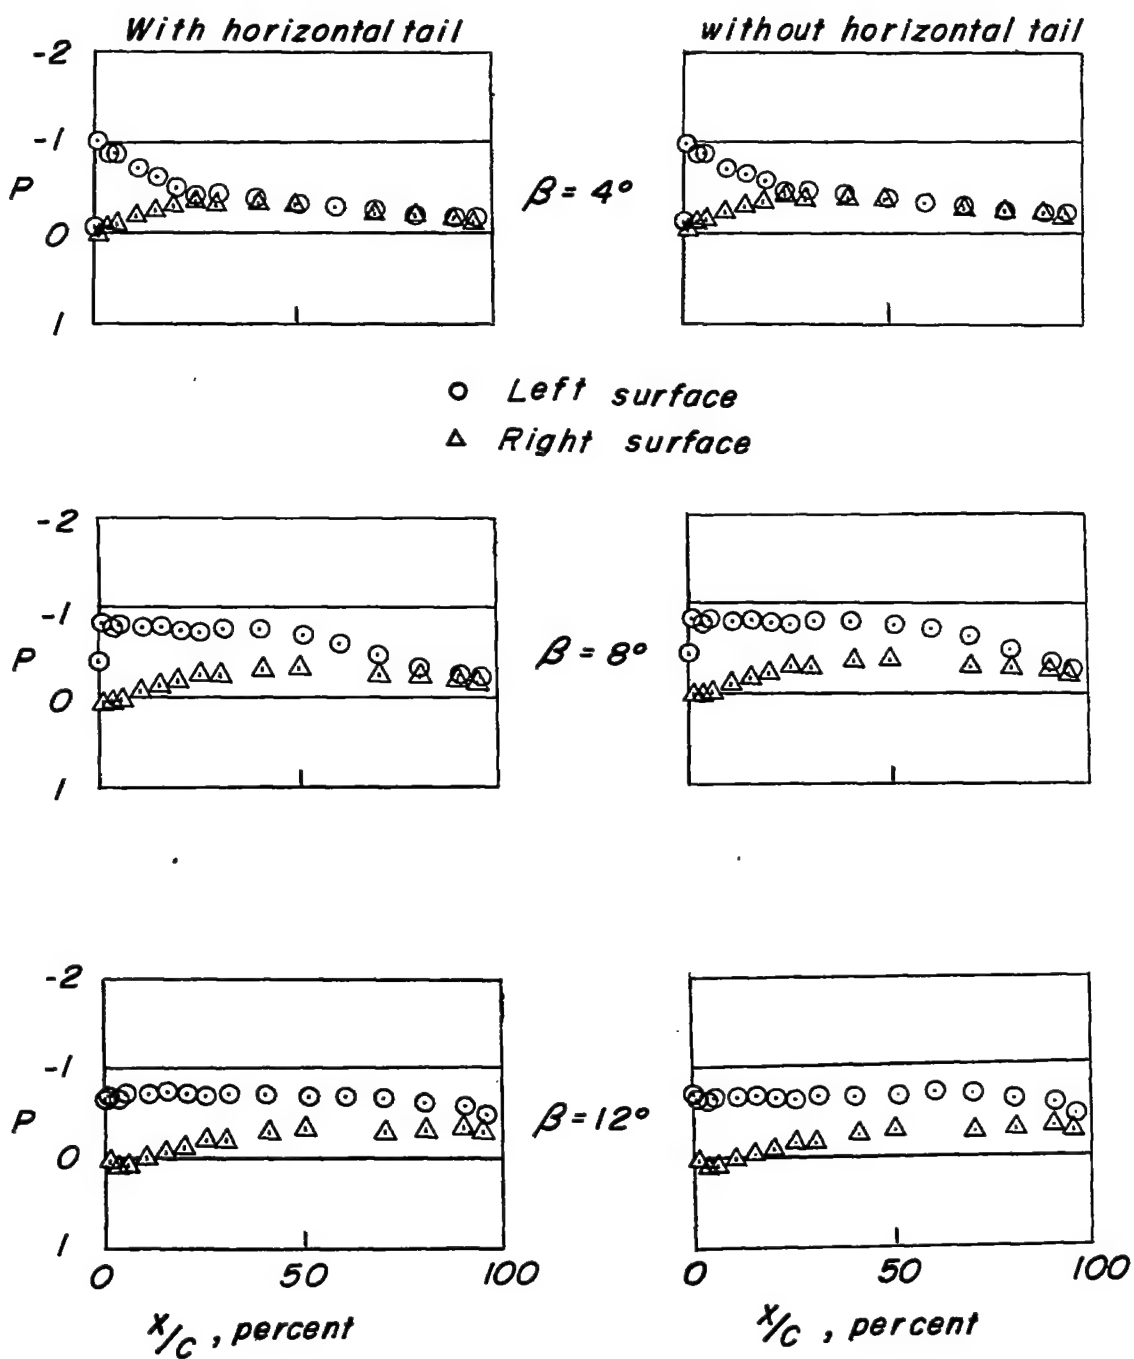 With horizontal tail
without horizontal tail
-2
-1
P
0
1
β = 4°
Left surface
Right surface
-2
-1
P
0
1
β = 8°
-2
-1
P
0
1
β = 12°
0 50 100
0 50 100
x/c , percent
x/c , percent